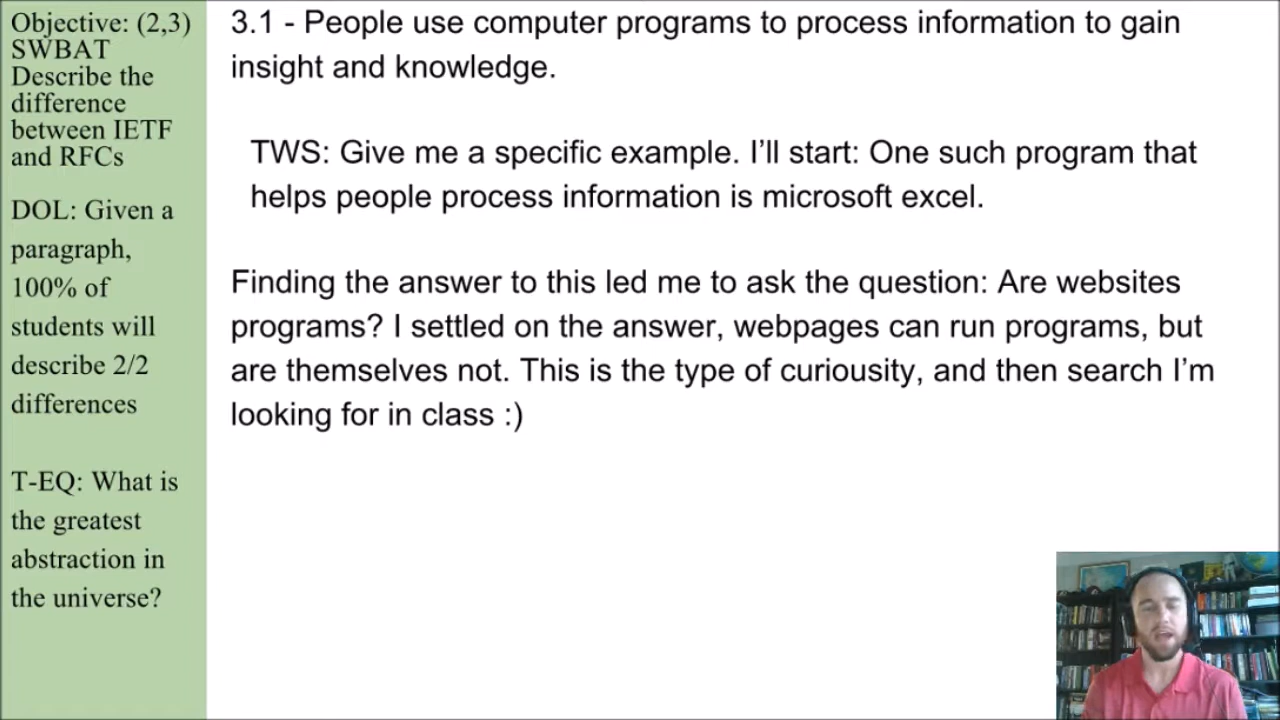 Objective: (2,3)
SWBAT
Describe the
difference
between IETF
and RFCs
DOL: Given a
paragraph,
100% of
students will
describe 2/2
differences
T-EQ: What is
the greatest
abstraction in
the universe?
3.1 - People use computer programs to process information to gain
insight and knowledge.
TWS: Give me a specific example. I’ll start: One such program that
helps people process information is microsoft excel.
Finding the answer to this led me to ask the question: Are websites
programs? I settled on the answer, webpages can run programs, but
are themselves not. This is the type of curiousity, and then search I’m
looking for in class :)